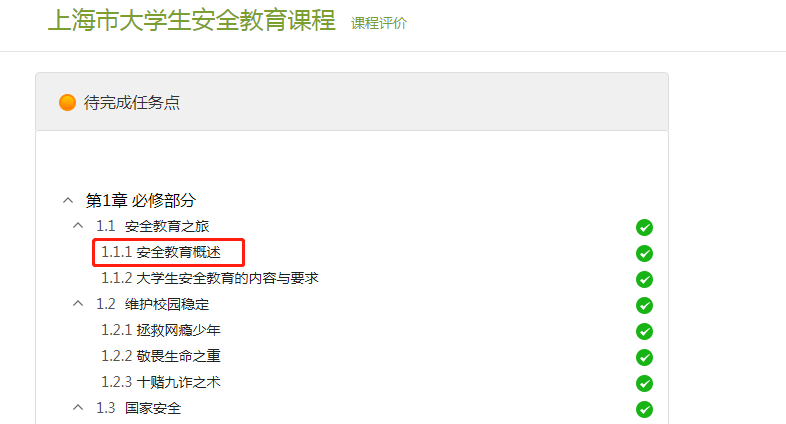 上海市大学生安全教育课程 课程评价
待完成任务点
第1章 必修部分
1.1 安全教育之旅
1.1.1 安全教育概述
1.1.2 大学生安全教育的内容与要求
1.2 维护校园稳定
1.2.1 拯救网瘾少年
1.2.2 敬畏生命之重
1.2.3 十赌九诈之术
1.3 国家安全